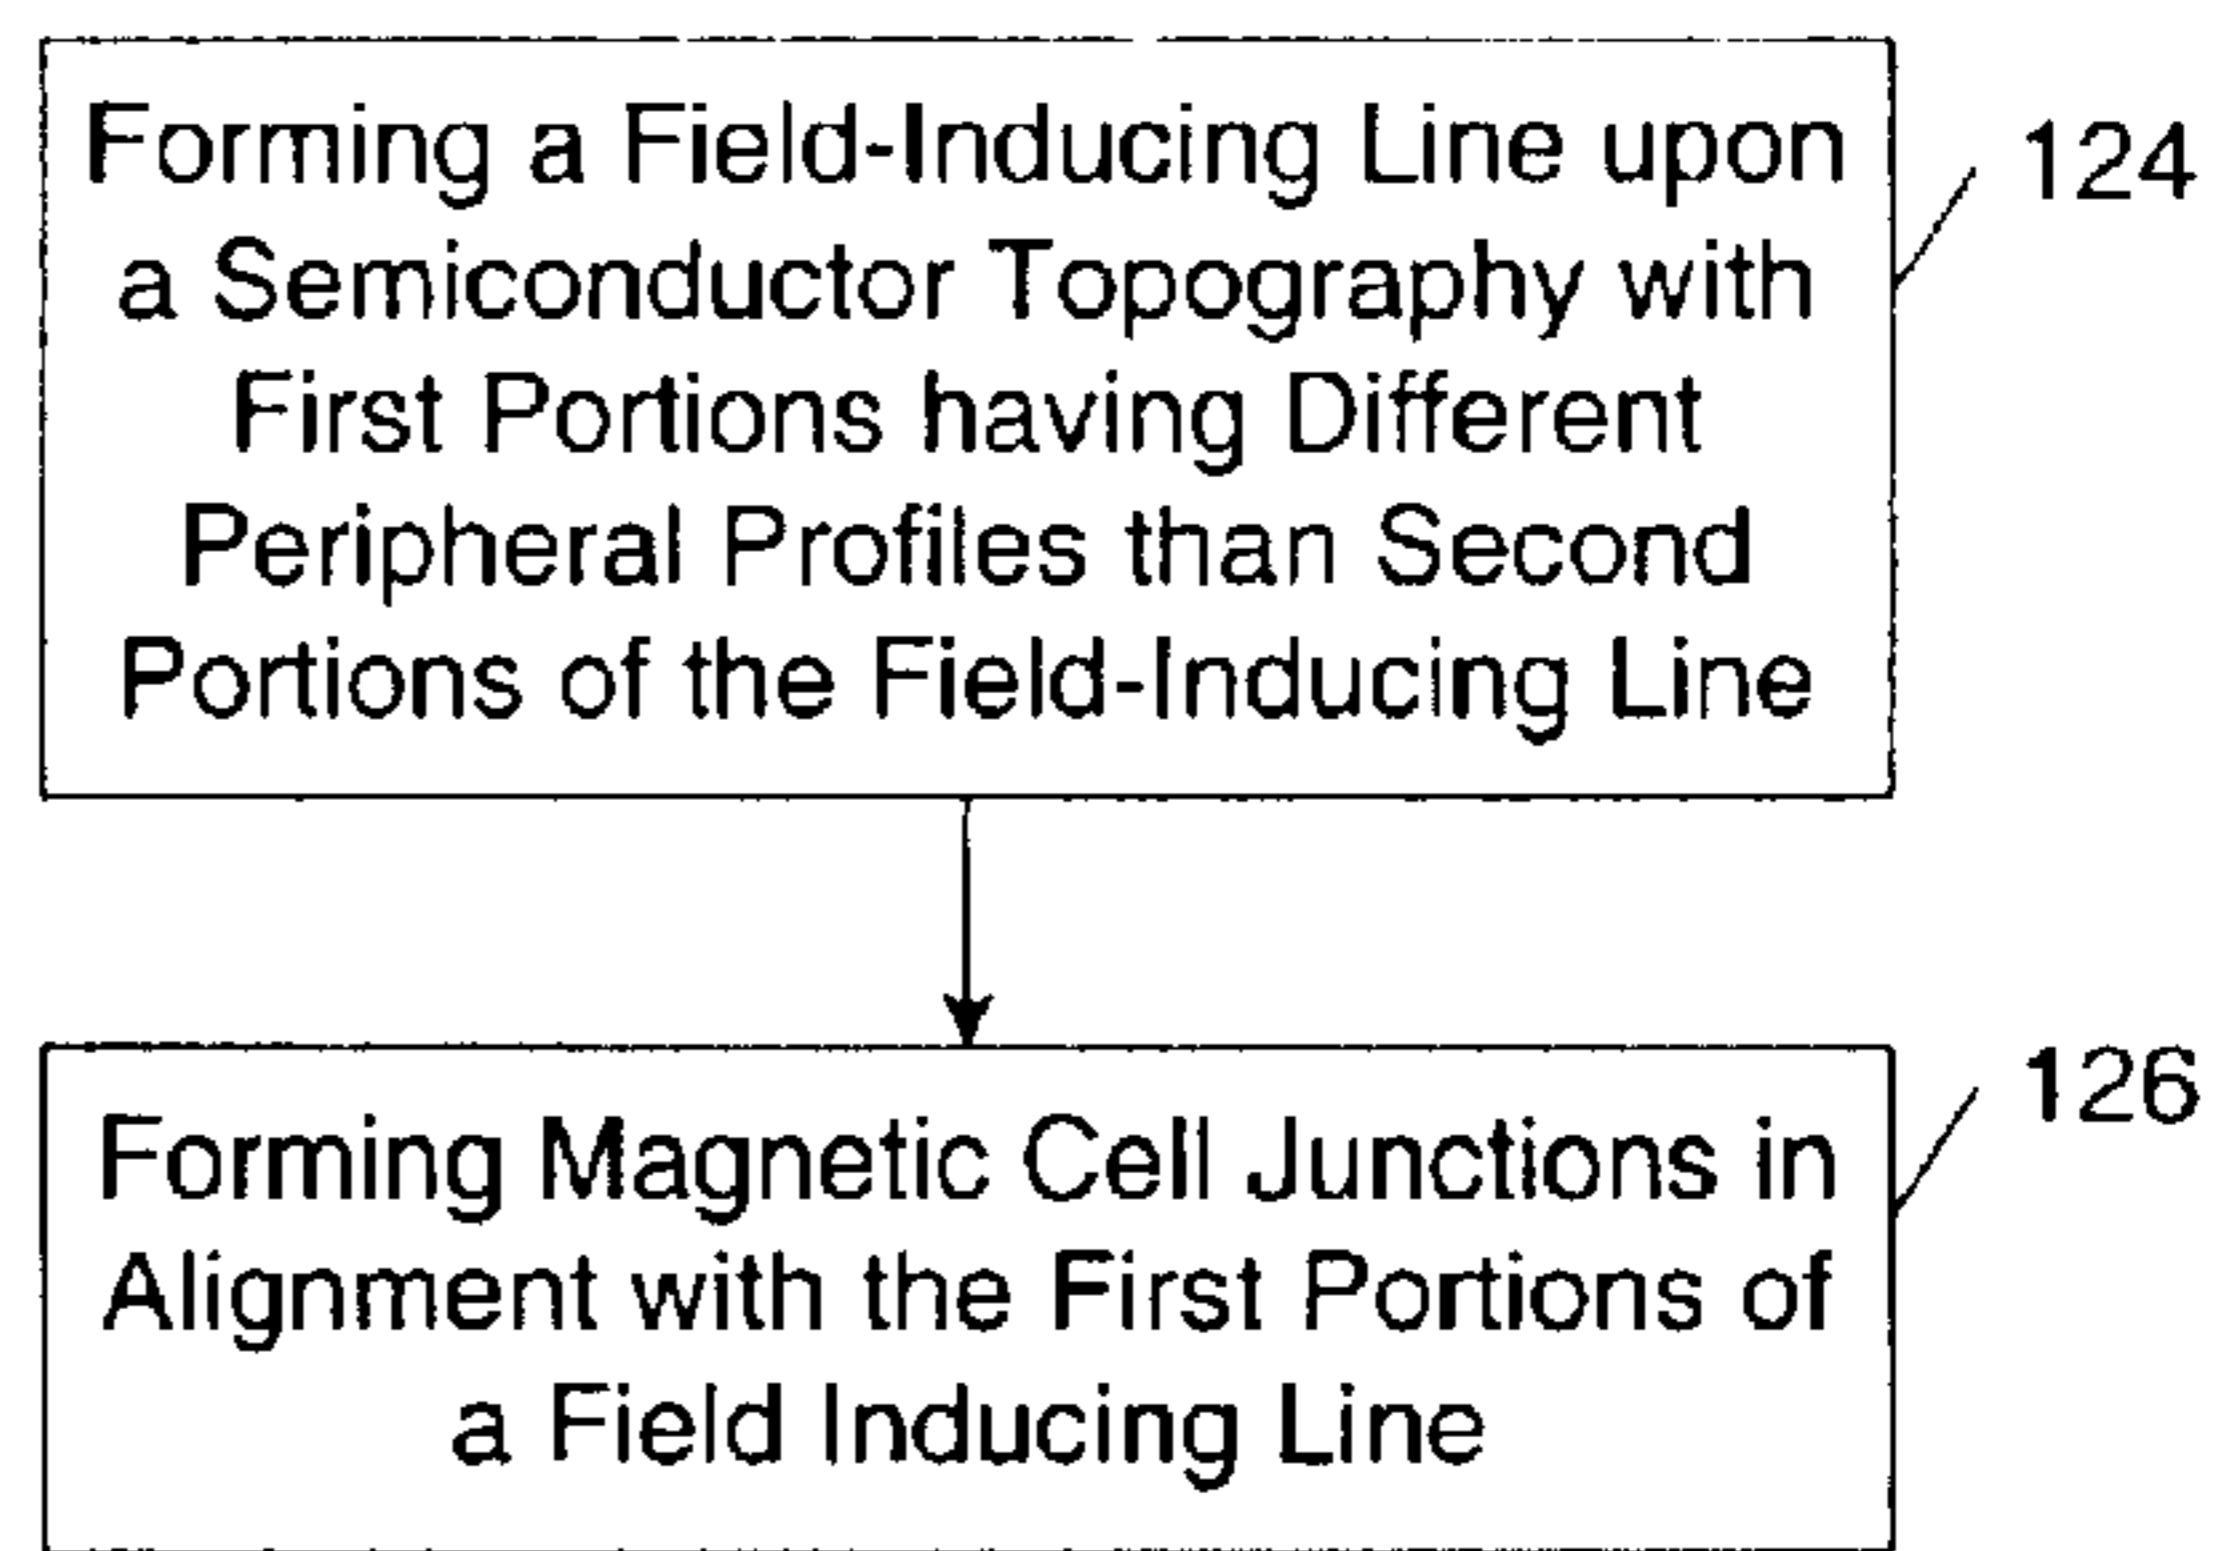 Forming a Field-Inducing Line upon
a Semiconductor Topography with
First Portions having Different
Peripheral Profiles than Second
Portions of the Field-Inducing Line
124
Forming Magnetic Cell Junctions in
Alignment with the First Portions of
a Field Inducing Line
126